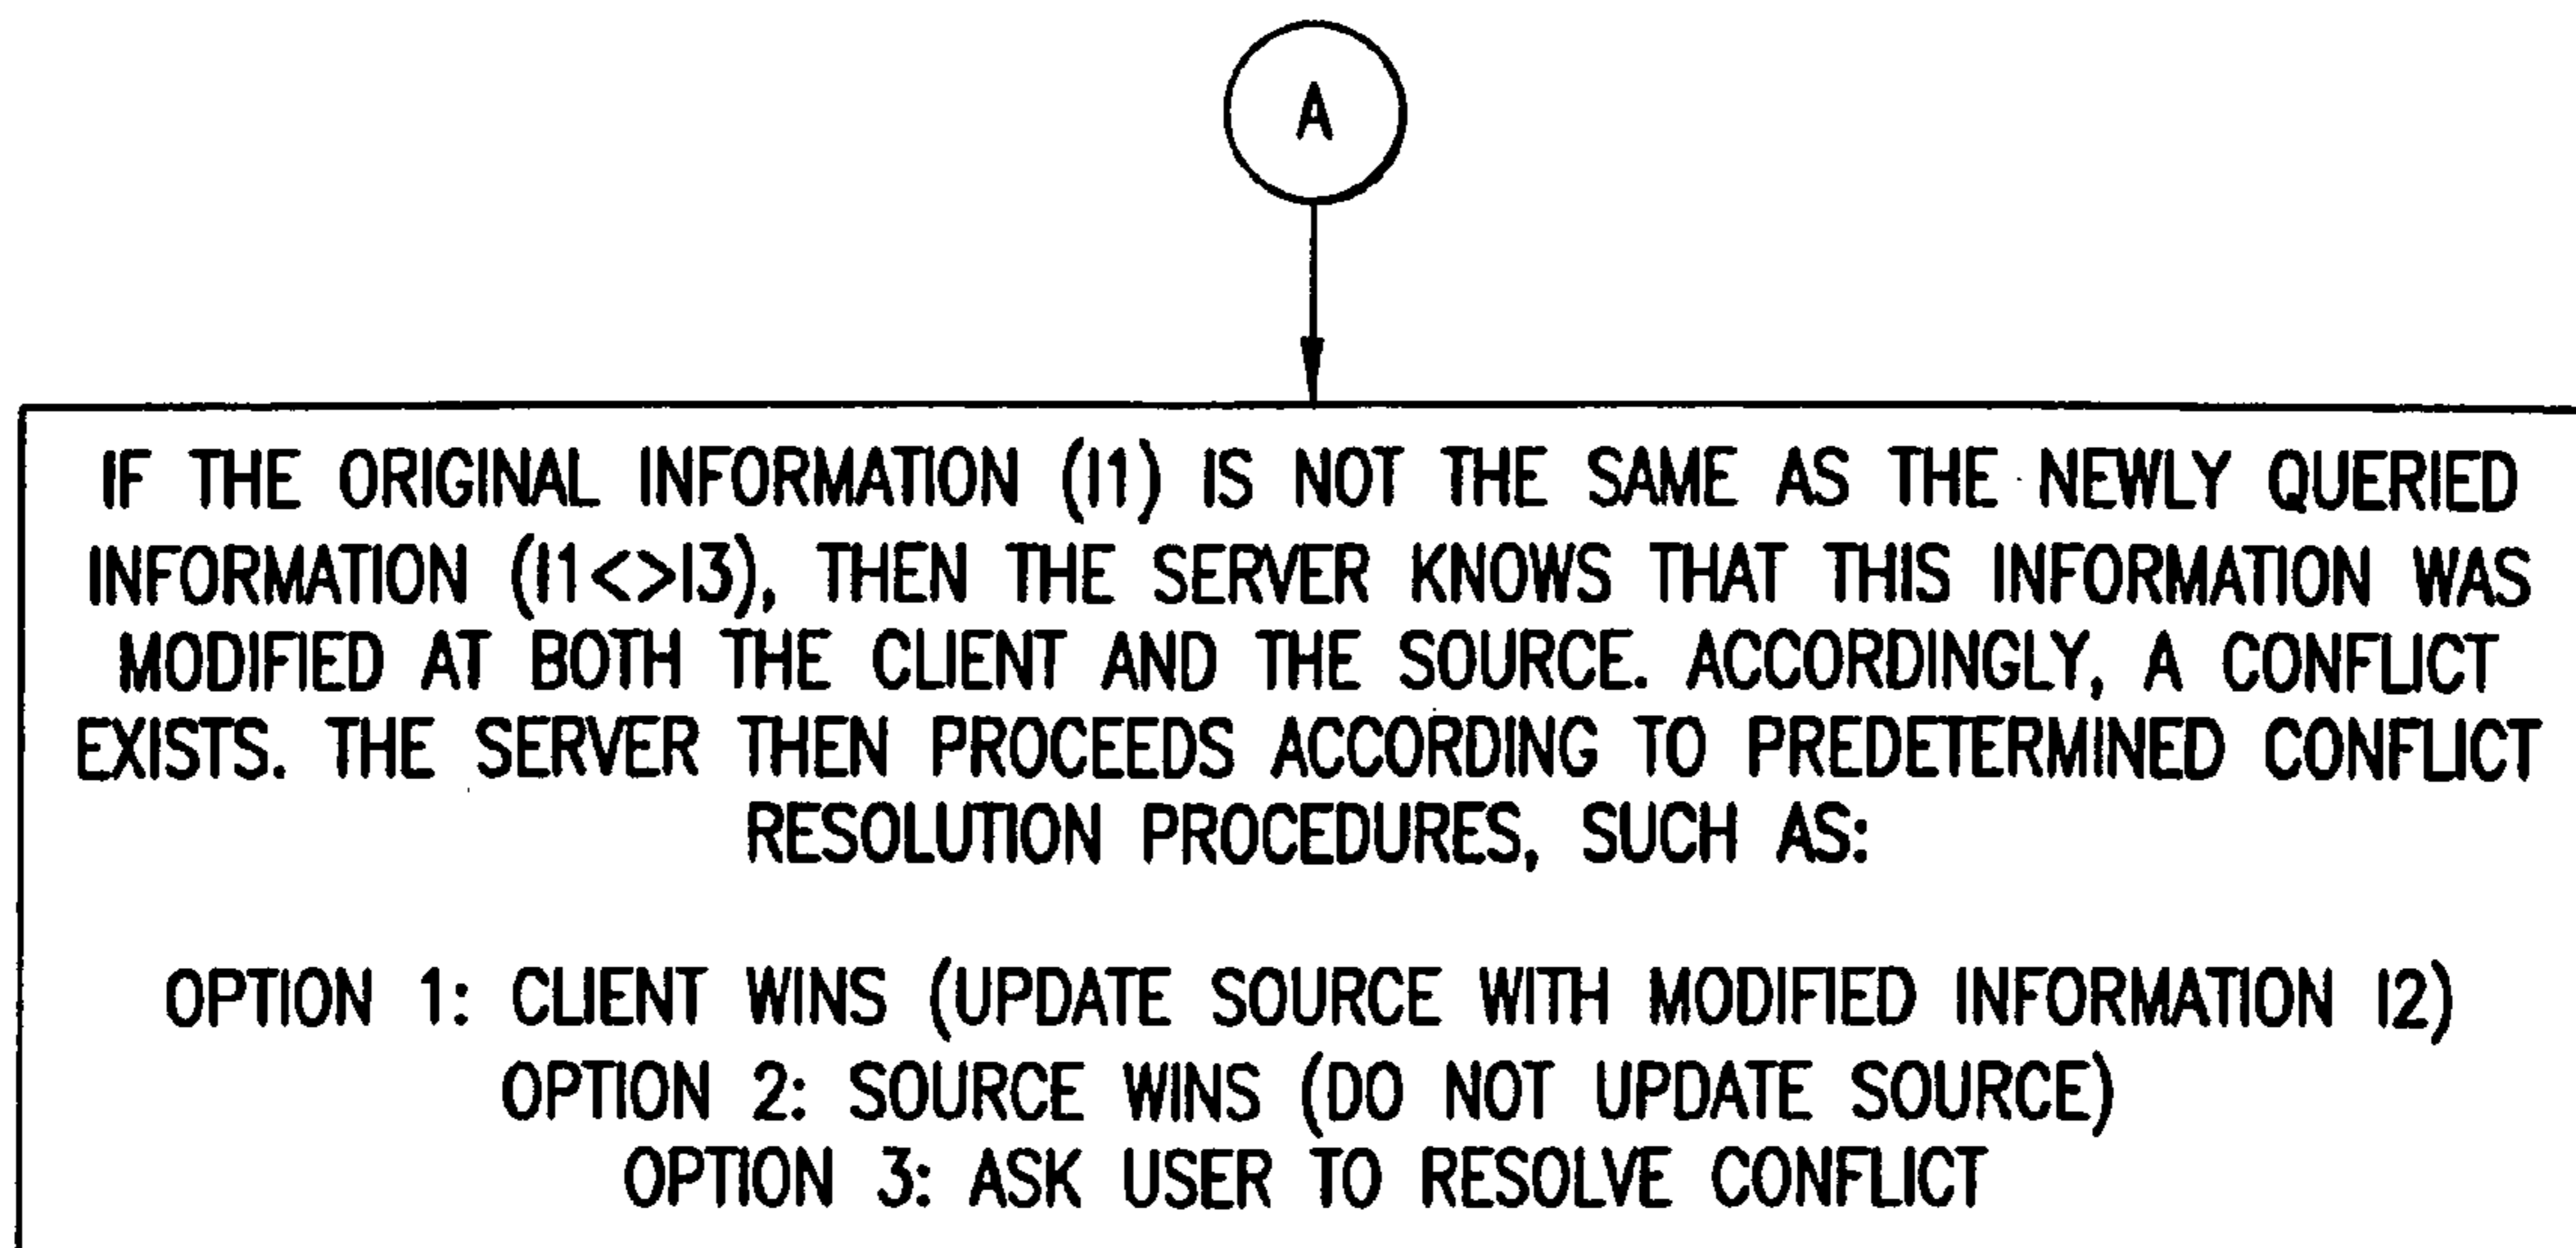 A
IF THE ORIGINAL INFORMATION (I1) IS NOT THE SAME AS THE NEWLY QUERIED
INFORMATION (I1<>I3), THEN THE SERVER KNOWS THAT THIS INFORMATION WAS
MODIFIED AT BOTH THE CLIENT AND THE SOURCE. ACCORDINGLY, A CONFLICT
EXISTS. THE SERVER THEN PROCEEDS ACCORDING TO PREDETERMINED CONFLICT
RESOLUTION PROCEDURES, SUCH AS:
OPTION 1: CLIENT WINS (UPDATE SOURCE WITH MODIFIED INFORMATION I2)
OPTION 2: SOURCE WINS (DO NOT UPDATE SOURCE)
OPTION 3: ASK USER TO RESOLVE CONFLICT